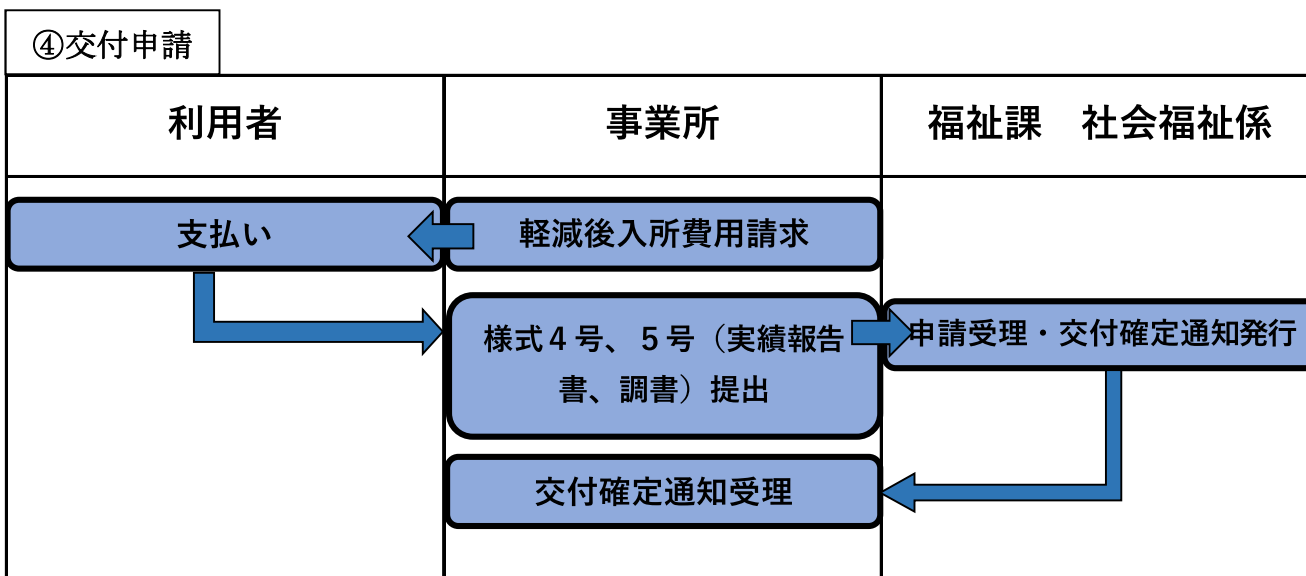 ④交付申請
利用者
事業所
福祉課　社会福祉係
支払い
軽減後入所費用請求
様式４号、５号（実績報告
書、調書）提出
申請受理・交付確定通知発行
交付確定通知受理